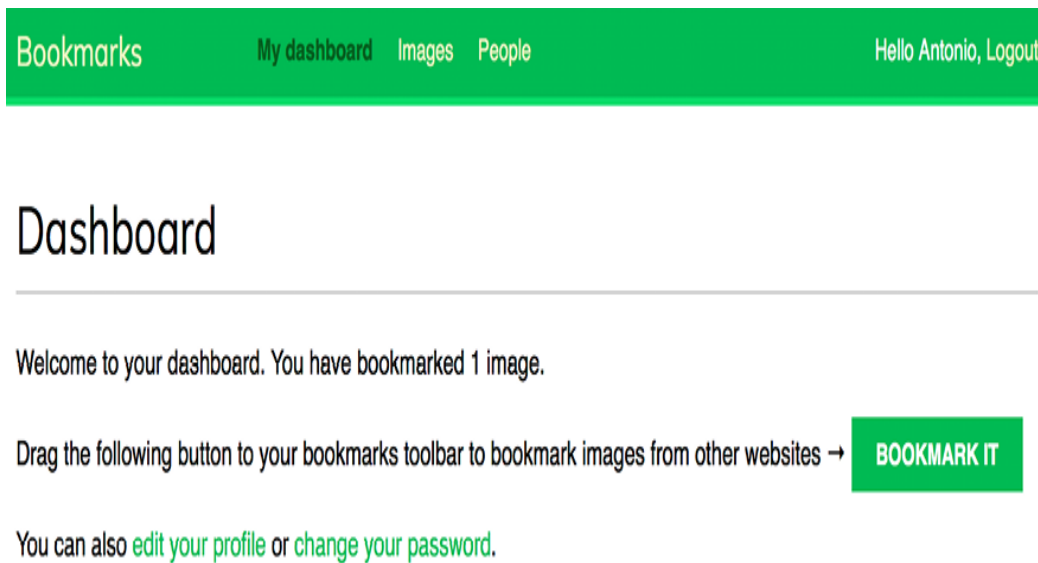 Bookmarks My dashboard Images People Hello Antonio, Logout
Dashboard
Welcome to your dashboard. You have bookmarked 1 image.
Drag the following button to your bookmarks toolbar to bookmark images from other websites → BOOKMARK IT
You can also edit your profile or change your password.